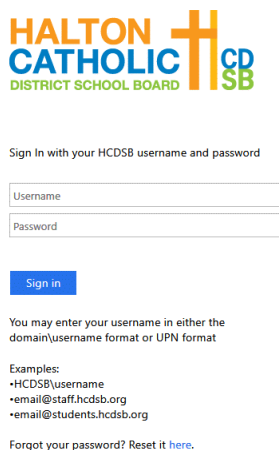 HALTON
CATHOLIC
DISTRICT SCHOOL BOARD
CD
SB
Sign In with your HCDSB username and password
Username
Password
Sign in
You may enter your username in either the
domain\username format or UPN format
Examples:
•HCDSB\username
•email@staff.hcdsb.org
•email@students.hcdsb.org
Forgot your password? Reset it here.